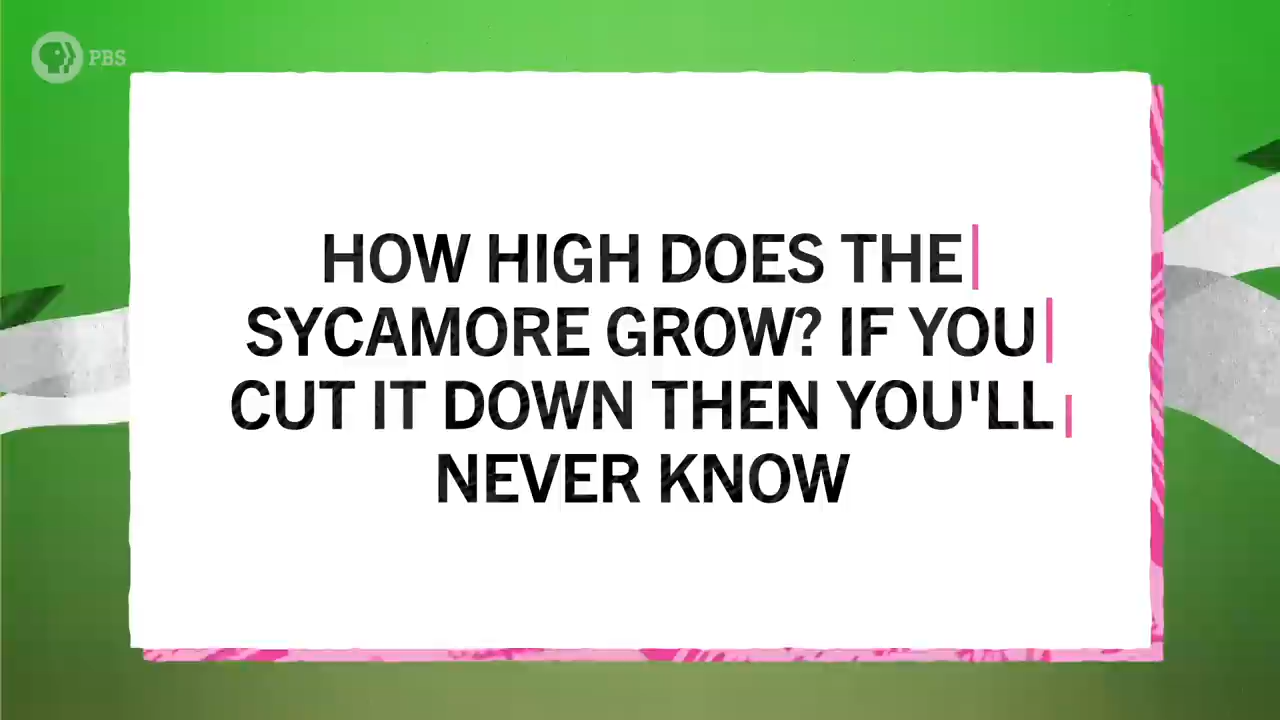 PBS
HOW HIGH DOES THE
SYCAMORE GROW? IF YOU
CUT IT DOWN THEN YOU'LL
NEVER KNOW